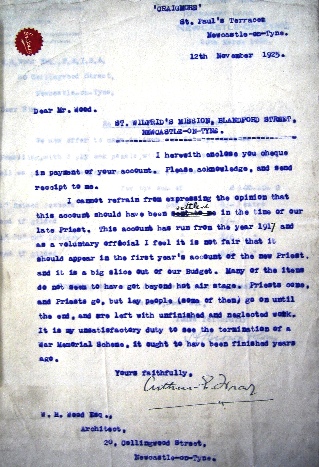 'CRAIGMORE'
St. Paul's Terrace,
Newcastle-on-Tyne.
12th November 1925.
Dear Mr. Wood.
ST. WILFRID'S MISSION, BLANDFORD STREET,
NEWCASTLE-ON-TYNE.
I herewith enclose you cheque
in payment of your account. Please acknowledge, and send
receipt to me.
I cannot refrain from expressing the opinion that
settled
this account should have been in the time of our
late Priest. This account has run from the year 1917 and
as a voluntary official I feel it is not fair that it
should appear in the first year's account of the new Priest,
and it is a big slice out of our Budget. Many of the items
do not seem to have got beyond hot air stage. Priests come,
and Priests go, but lay people (some of them) go on until
the end, and are left with unfinished and neglected work.
It is my unsatisfactory duty to see the termination of a
War Memorial Scheme, it ought to have been finished years
ago.
Yours faithfully,
W. H. Wood Esq.,
Architect,
20, Collingwood Street,
Newcastle-on-Tyne.